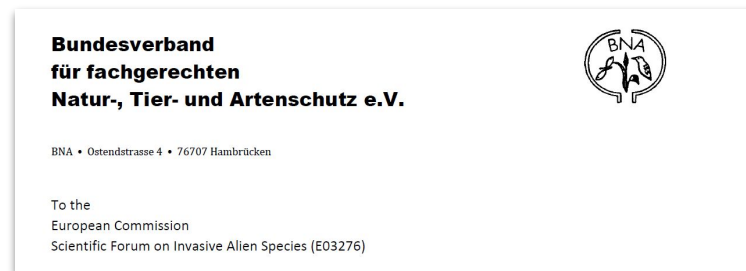 Bundesverband
für fachgerechten
Natur-, Tier- und Artenschutz e.V.
BNA
BNA • Ostendstrasse 4 • 76707 Hambrücken
To the
European Commission
Scientific Forum on Invasive Alien Species (E03276)